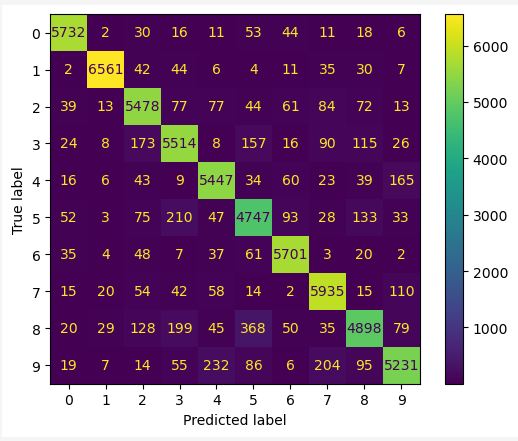 0 5732 2 30 16 11 53 44 11 18 6
1 2 6561 42 44 6 4 11 35 30 7
2 39 13 5478 77 77 44 61 84 72 13
3 24 8 173 5514 8 157 16 90 115 26
4 16 6 43 9 5447 34 60 23 39 165
5 52 3 75 210 47 4747 93 28 133 33
6 35 4 48 7 37 61 5701 3 20 2
7 15 20 54 42 58 14 2 5935 15 110
8 20 29 128 199 45 368 50 35 4898 79
9 19 7 14 55 232 86 6 204 95 5231
0 1 2 3 4 5 6 7 8 9
Predicted label
True label
6000
5000
4000
3000
2000
1000